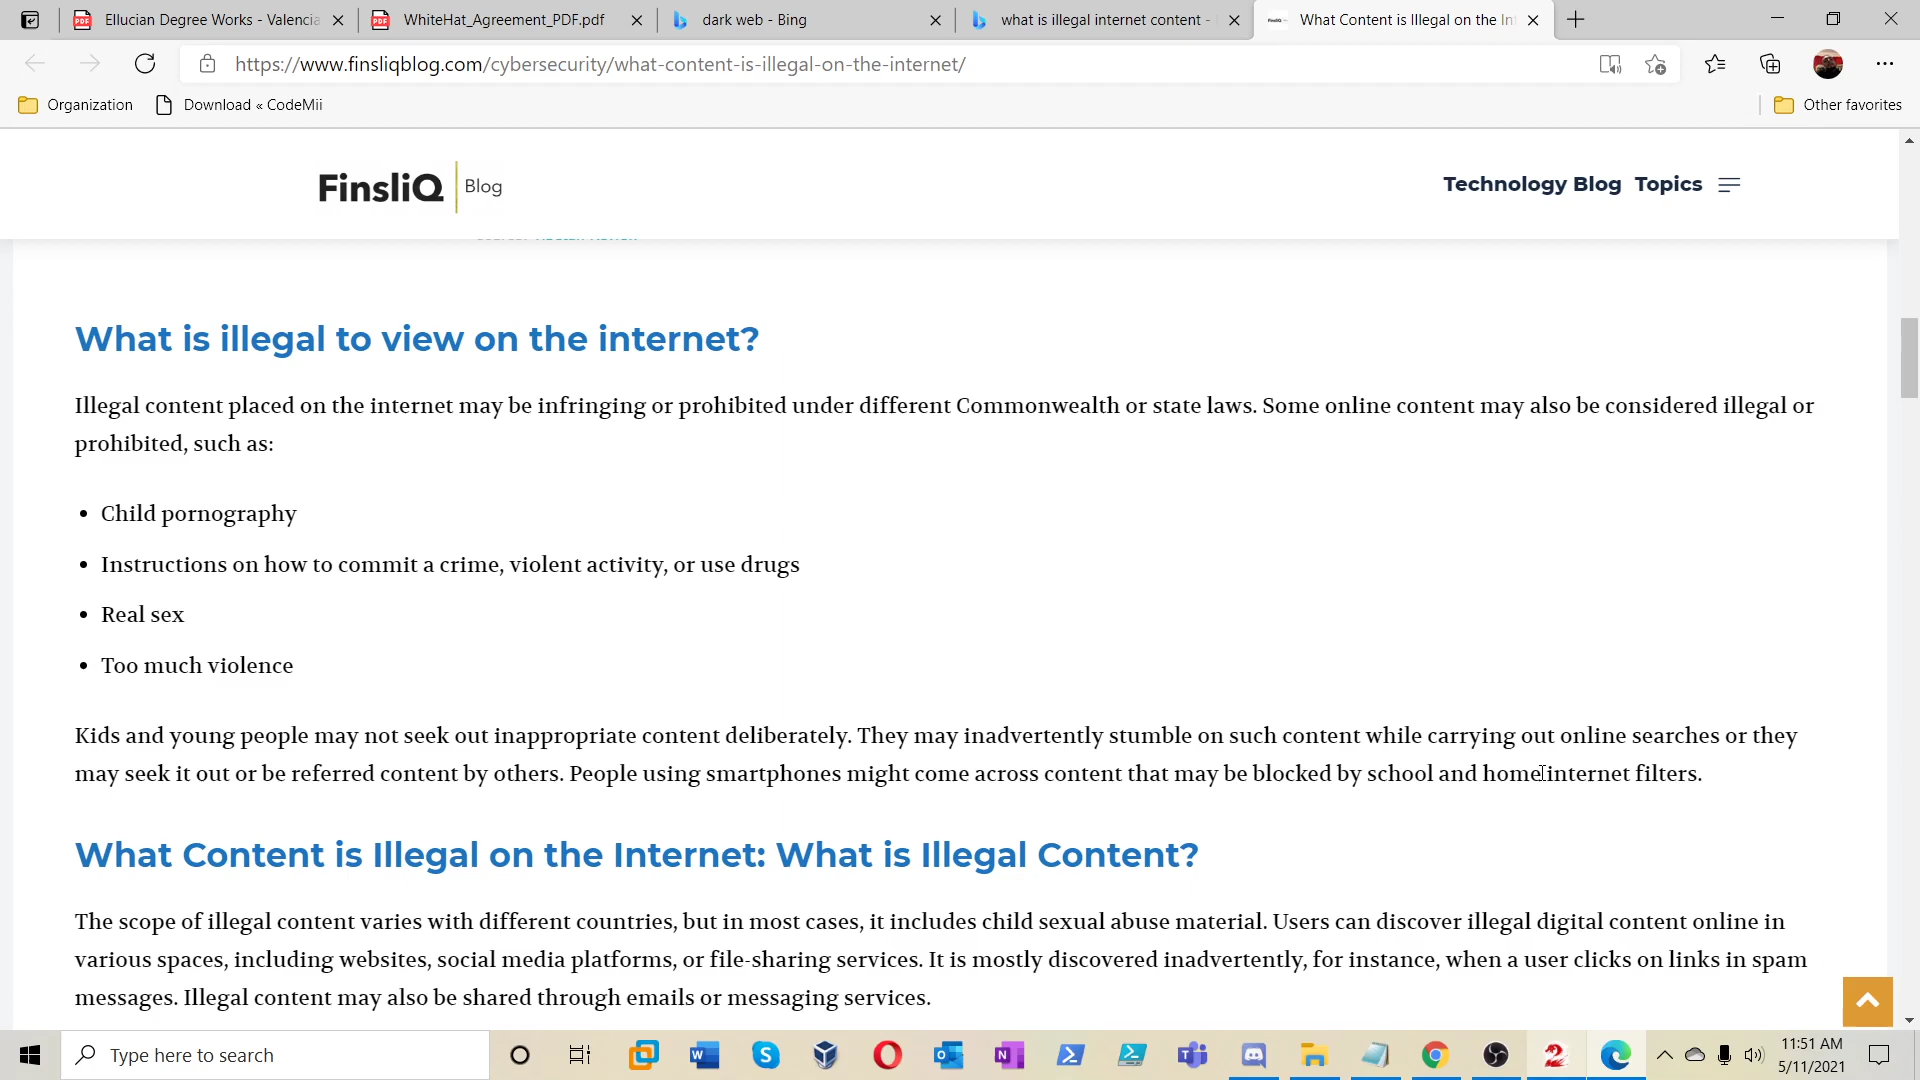 Ellucian Degree Works - Valencia
WhiteHat_Agreement_PDF.pdf
dark web - Bing
what is illegal internet content -
What Content is Illegal on the In
https://www.finsliqblog.com/cybersecurity/what-content-is-illegal-on-the-internet/
Organization
Download « CodeMii
Other favorites
FinsliQ Blog
Technology Blog Topics
What is illegal to view on the internet?
Illegal content placed on the internet may be infringing or prohibited under different Commonwealth or state laws. Some online content may also be considered illegal or
prohibited, such as:
• Child pornography
• Instructions on how to commit a crime, violent activity, or use drugs
• Real sex
• Too much violence
Kids and young people may not seek out inappropriate content deliberately. They may inadvertently stumble on such content while carrying out online searches or they
may seek it out or be referred content by others. People using smartphones might come across content that may be blocked by school and home internet filters.
What Content is Illegal on the Internet: What is Illegal Content?
The scope of illegal content varies with different countries, but in most cases, it includes child sexual abuse material. Users can discover illegal digital content online in
various spaces, including websites, social media platforms, or file-sharing services. It is mostly discovered inadvertently, for instance, when a user clicks on links in spam
messages. Illegal content may also be shared through emails or messaging services.
Type here to search
11:51 AM
5/11/2021